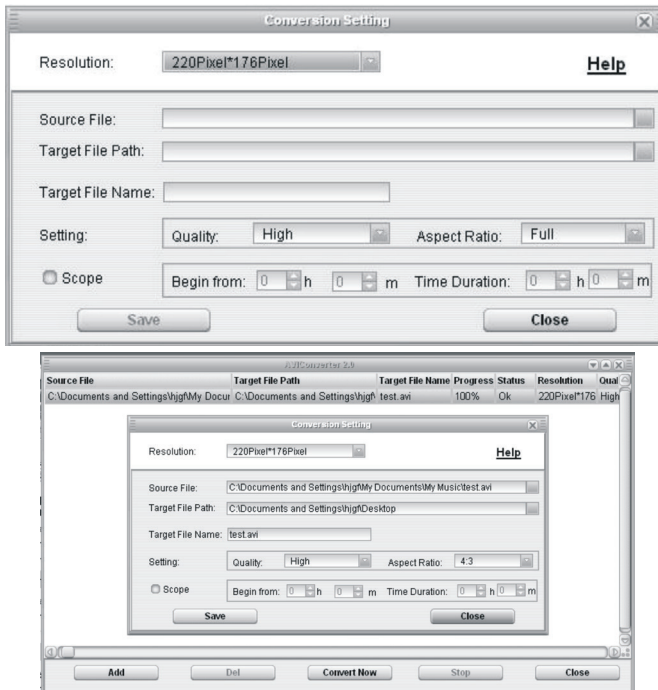 Conversion Setting
Resolution: 220Pixel*176Pixel Help
Source File:
Target File Path:
Target File Name:
Setting: Quality: High Aspect Ratio: Full
Scope Begin from: 0 h 0 m Time Duration: 0 h 0 m
Save Close
AVIConverter 2.0
Source File Target File Path Target File Name Progress Status Resolution Qual
C:\Documents and Settings\hjgf\My Docur C:\Documents and Settings\hjgf\ test.avi 100% Ok 220Pixel*176 High
Conversion Setting
Resolution: 220Pixel*176Pixel Help
Source File: C:\Documents and Settings\hjgf\My Documents\My Music\test.avi
Target File Path: C:\Documents and Settings\hjgf\Desktop
Target File Name: test.avi
Setting: Quality: High Aspect Ratio: 4:3
Scope Begin from: 0 h 0 m Time Duration: 0 h 0 m
Save Close
Add Del Convert Now Stop Close